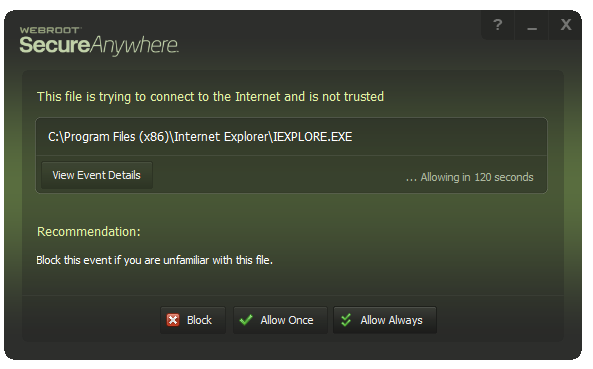 WEBROOT™
SecureAnywhere.
? _ X
This file is trying to connect to the Internet and is not trusted
C:\Program Files (x86)\Internet Explorer\IEXPLORE.EXE
View Event Details
... Allowing in 120 seconds
Recommendation:
Block this event if you are unfamiliar with this file.
Block Allow Once Allow Always